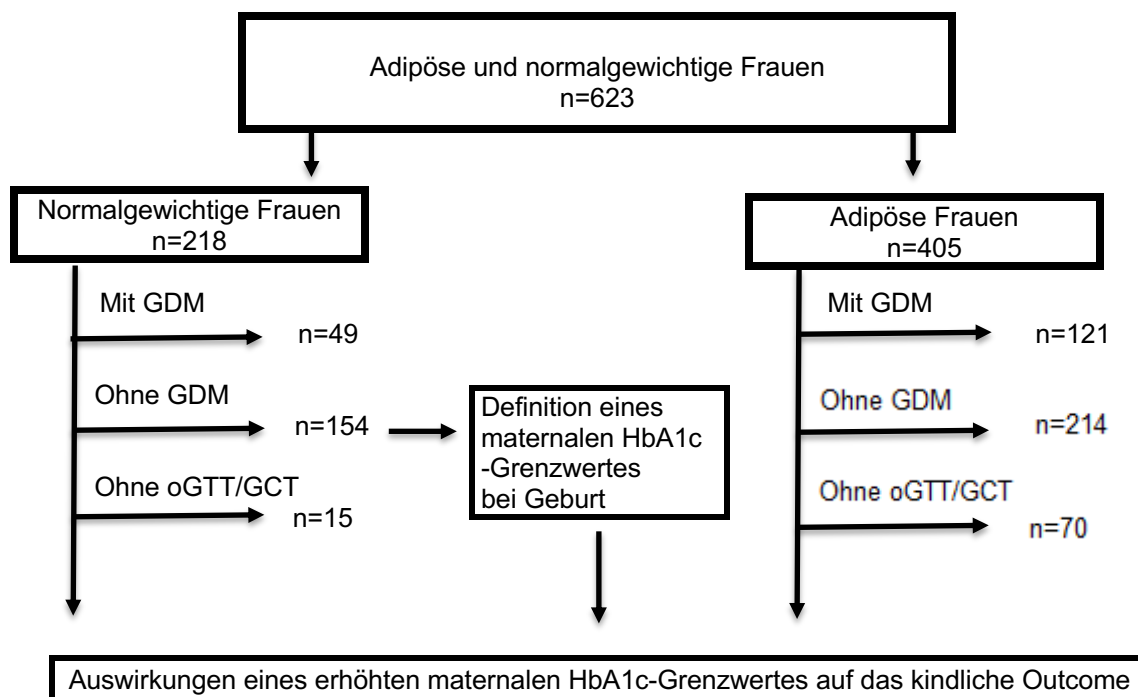 Adipöse und normalgewichtige Frauen
n=623
Normalgewichtige Frauen
n=218
Adipöse Frauen
n=405
Mit GDM
n=49
Ohne GDM
n=154
Ohne oGTT/GCT
n=15
Definition eines
maternalen HbA1c
-Grenzwertes
bei Geburt
Mit GDM
n=121
Ohne GDM
n=214
Ohne oGTT/GCT
n=70
Auswirkungen eines erhöhten maternalen HbA1c-Grenzwertes auf das kindliche Outcome